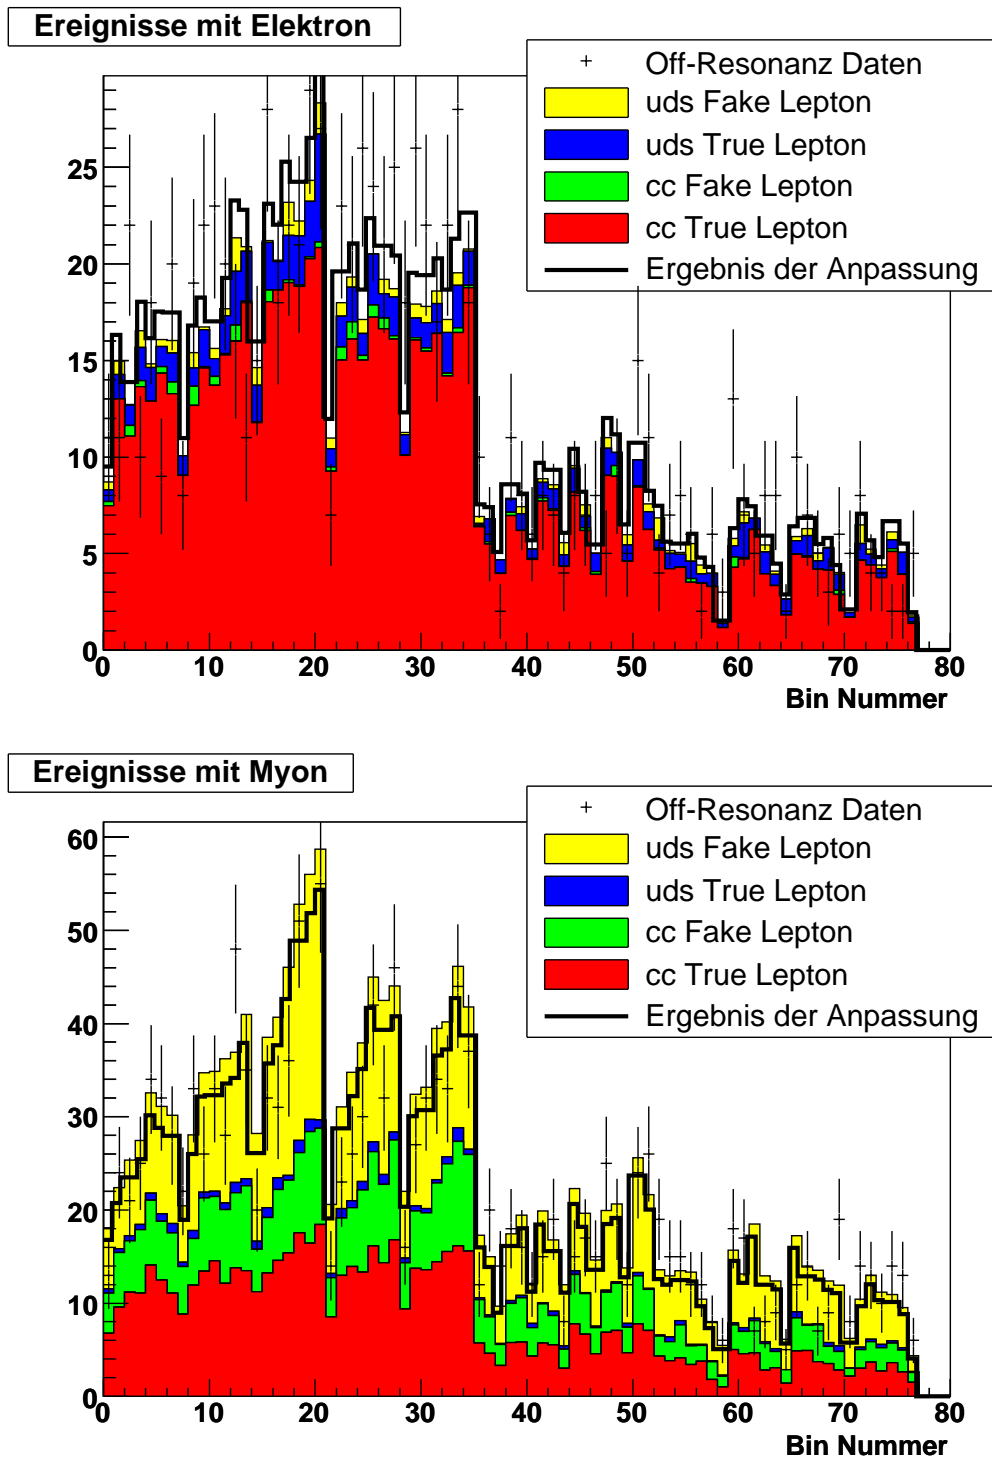 Ereignisse mit Elektron
Off-Resonanz Daten
uds Fake Lepton
uds True Lepton
cc Fake Lepton
cc True Lepton
Ergebnis der Anpassung
25
20
15
10
5
0
0 10 20 30 40 50 60 70 80
Bin Nummer
Ereignisse mit Myon
Off-Resonanz Daten
uds Fake Lepton
uds True Lepton
cc Fake Lepton
cc True Lepton
Ergebnis der Anpassung
60
50
40
30
20
10
0
0 10 20 30 40 50 60 70 80
Bin Nummer